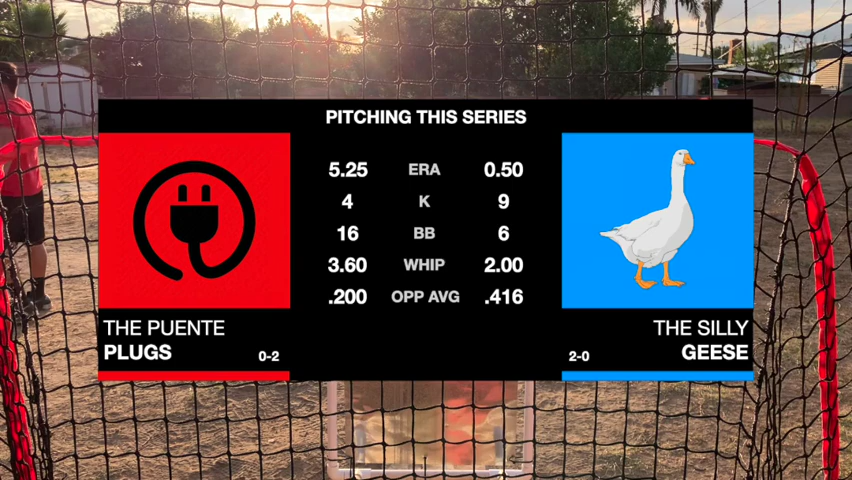 PITCHING THIS SERIES
5.25 ERA 0.50
4 K 9
16 BB 6
3.60 WHIP 2.00
.200 OPP AVG .416
THE PUENTE
PLUGS 0-2
THE SILLY
2-0 GEESE